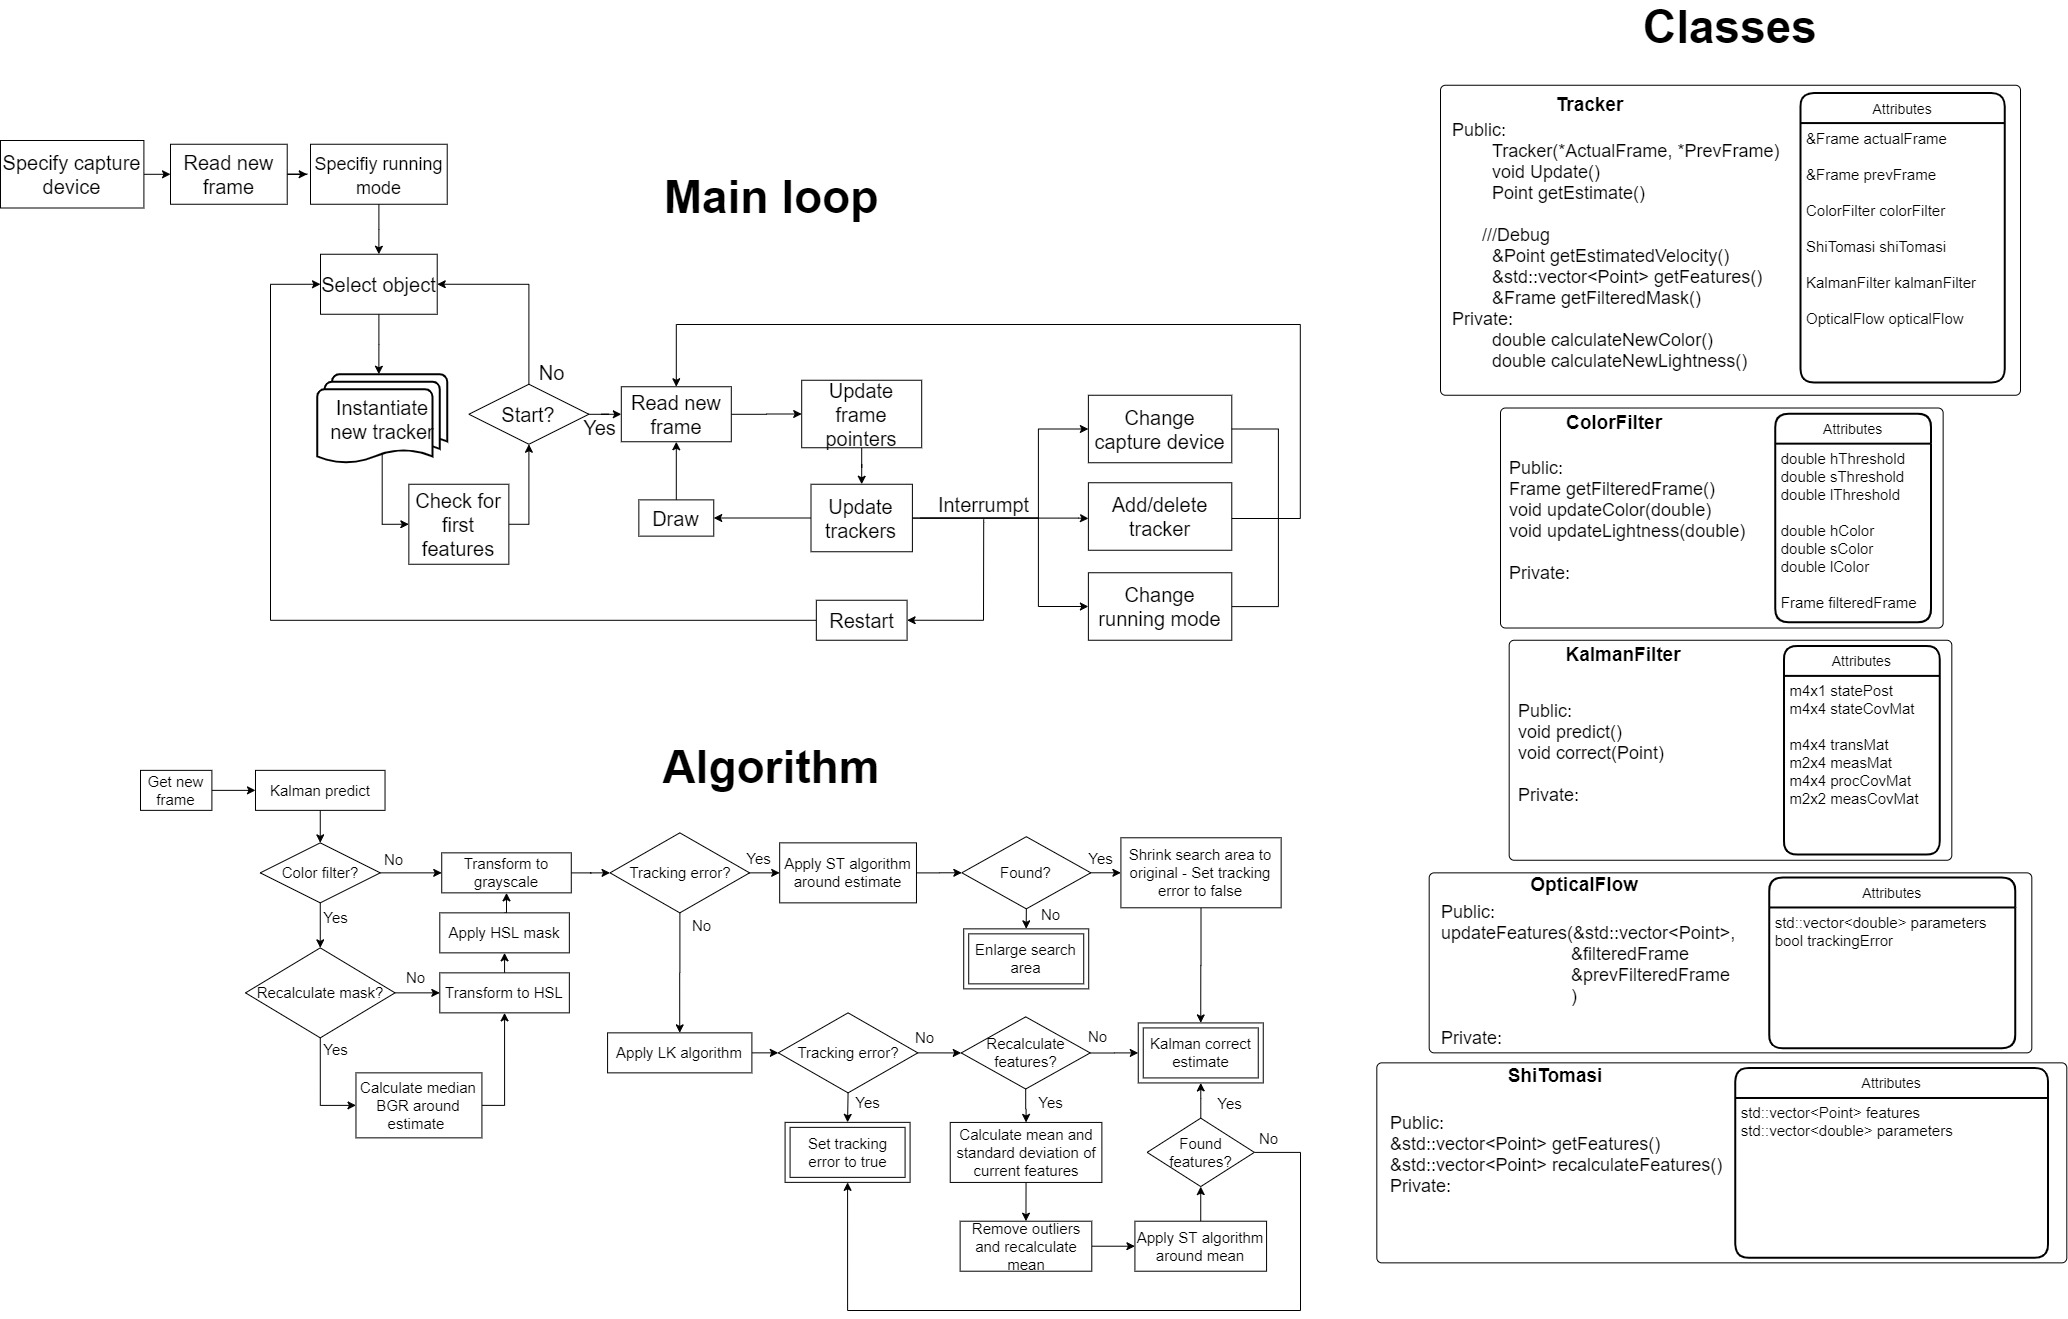 Main loop
Specify capture
device
Read new
frame
Specifiy running
mode
Select object
Instantiate
new tracker
Check for
first
features
Start?
No
Yes
Read new
frame
Update
frame
pointers
Update
trackers
Draw
Interrumpt
Change
capture device
Add/delete
tracker
Change
running mode
Restart
Algorithm
Get new
frame
Kalman predict
Color filter?
No
Yes
Recalculate mask?
No
Yes
Calculate median
BGR around
estimate
Transform to HSL
Apply HSL mask
Transform to
grayscale
Tracking error?
Yes
No
Apply ST algorithm
around estimate
Found?
Yes
No
Enlarge search
area
Shrink search area to
original - Set tracking
error to false
Apply LK algorithm
Tracking error?
No
Yes
Set tracking
error to true
Recalculate
features?
No
Yes
Kalman correct
estimate
Calculate mean and
standard deviation of
current features
Remove outliers
and recalculate
mean
Apply ST algorithm
around mean
Found
features?
Yes
No
Classes
Tracker
Public:
Tracker(*ActualFrame, *PrevFrame)
void Update()
Point getEstimate()
///Debug
&Point getEstimatedVelocity()
&std::vector<Point> getFeatures()
&Frame getFilteredMask()
Private:
double calculateNewColor()
double calculateNewLightness()
Attributes
&Frame actualFrame
&Frame prevFrame
ColorFilter colorFilter
ShiTomasi shiTomasi
KalmanFilter kalmanFilter
OpticalFlow opticalFlow
ColorFilter
Public:
Frame getFilteredFrame()
void updateColor(double)
void updateLightness(double)
Private:
Attributes
double hThreshold
double sThreshold
double lThreshold
double hColor
double sColor
double lColor
Frame filteredFrame
KalmanFilter
Public:
void predict()
void correct(Point)
Private:
Attributes
m4x1 statePost
m4x4 stateCovMat
m4x4 transMat
m2x4 measMat
m4x4 procCovMat
m2x2 measCovMat
OpticalFlow
Public:
updateFeatures(&std::vector<Point>,
&filteredFrame
&prevFilteredFrame
)
Private:
Attributes
std::vector<double> parameters
bool trackingError
ShiTomasi
Public:
&std::vector<Point> getFeatures()
&std::vector<Point> recalculateFeatures()
Private:
Attributes
std::vector<Point> features
std::vector<double> parameters